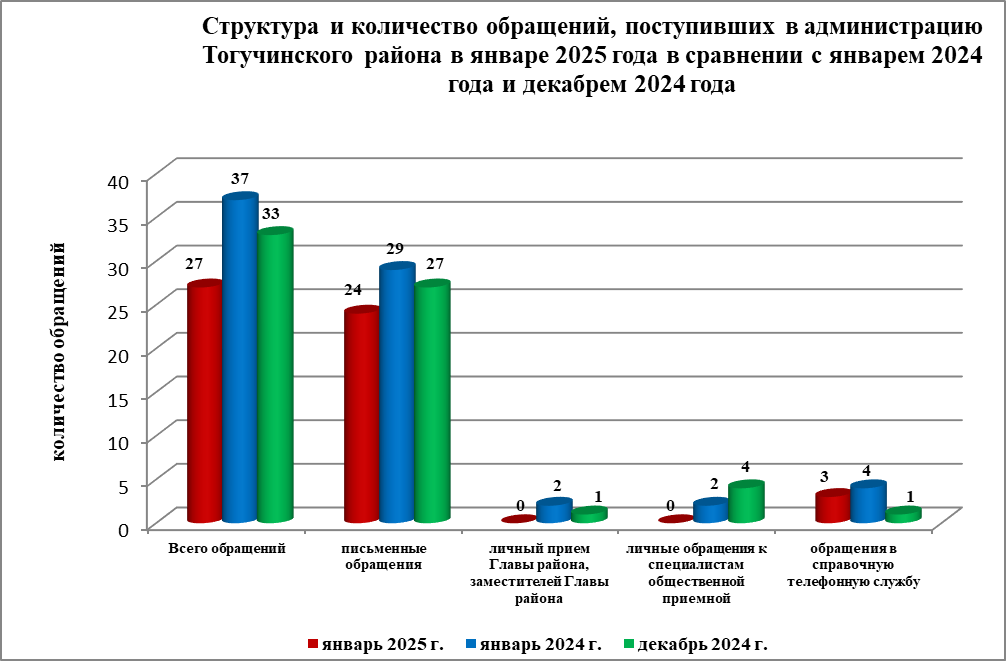 Структура и количество обращений, поступивших в администрацию
Тогучинского района в январе 2025 года в сравнении с январем 2024
года и декабрем 2024 года
количество обращений
40
35
30
25
20
15
10
5
0
27
37
33
24
29
27
0
2
1
0
2
4
3
4
1
Всего обращений
письменные
обращения
личный прием
Главы района,
заместителей Главы
района
личные обращения к
специалистам
общественной
приемной
обращения в
справочную
телефонную службу
январь 2025 г.
январь 2024 г.
декабрь 2024 г.